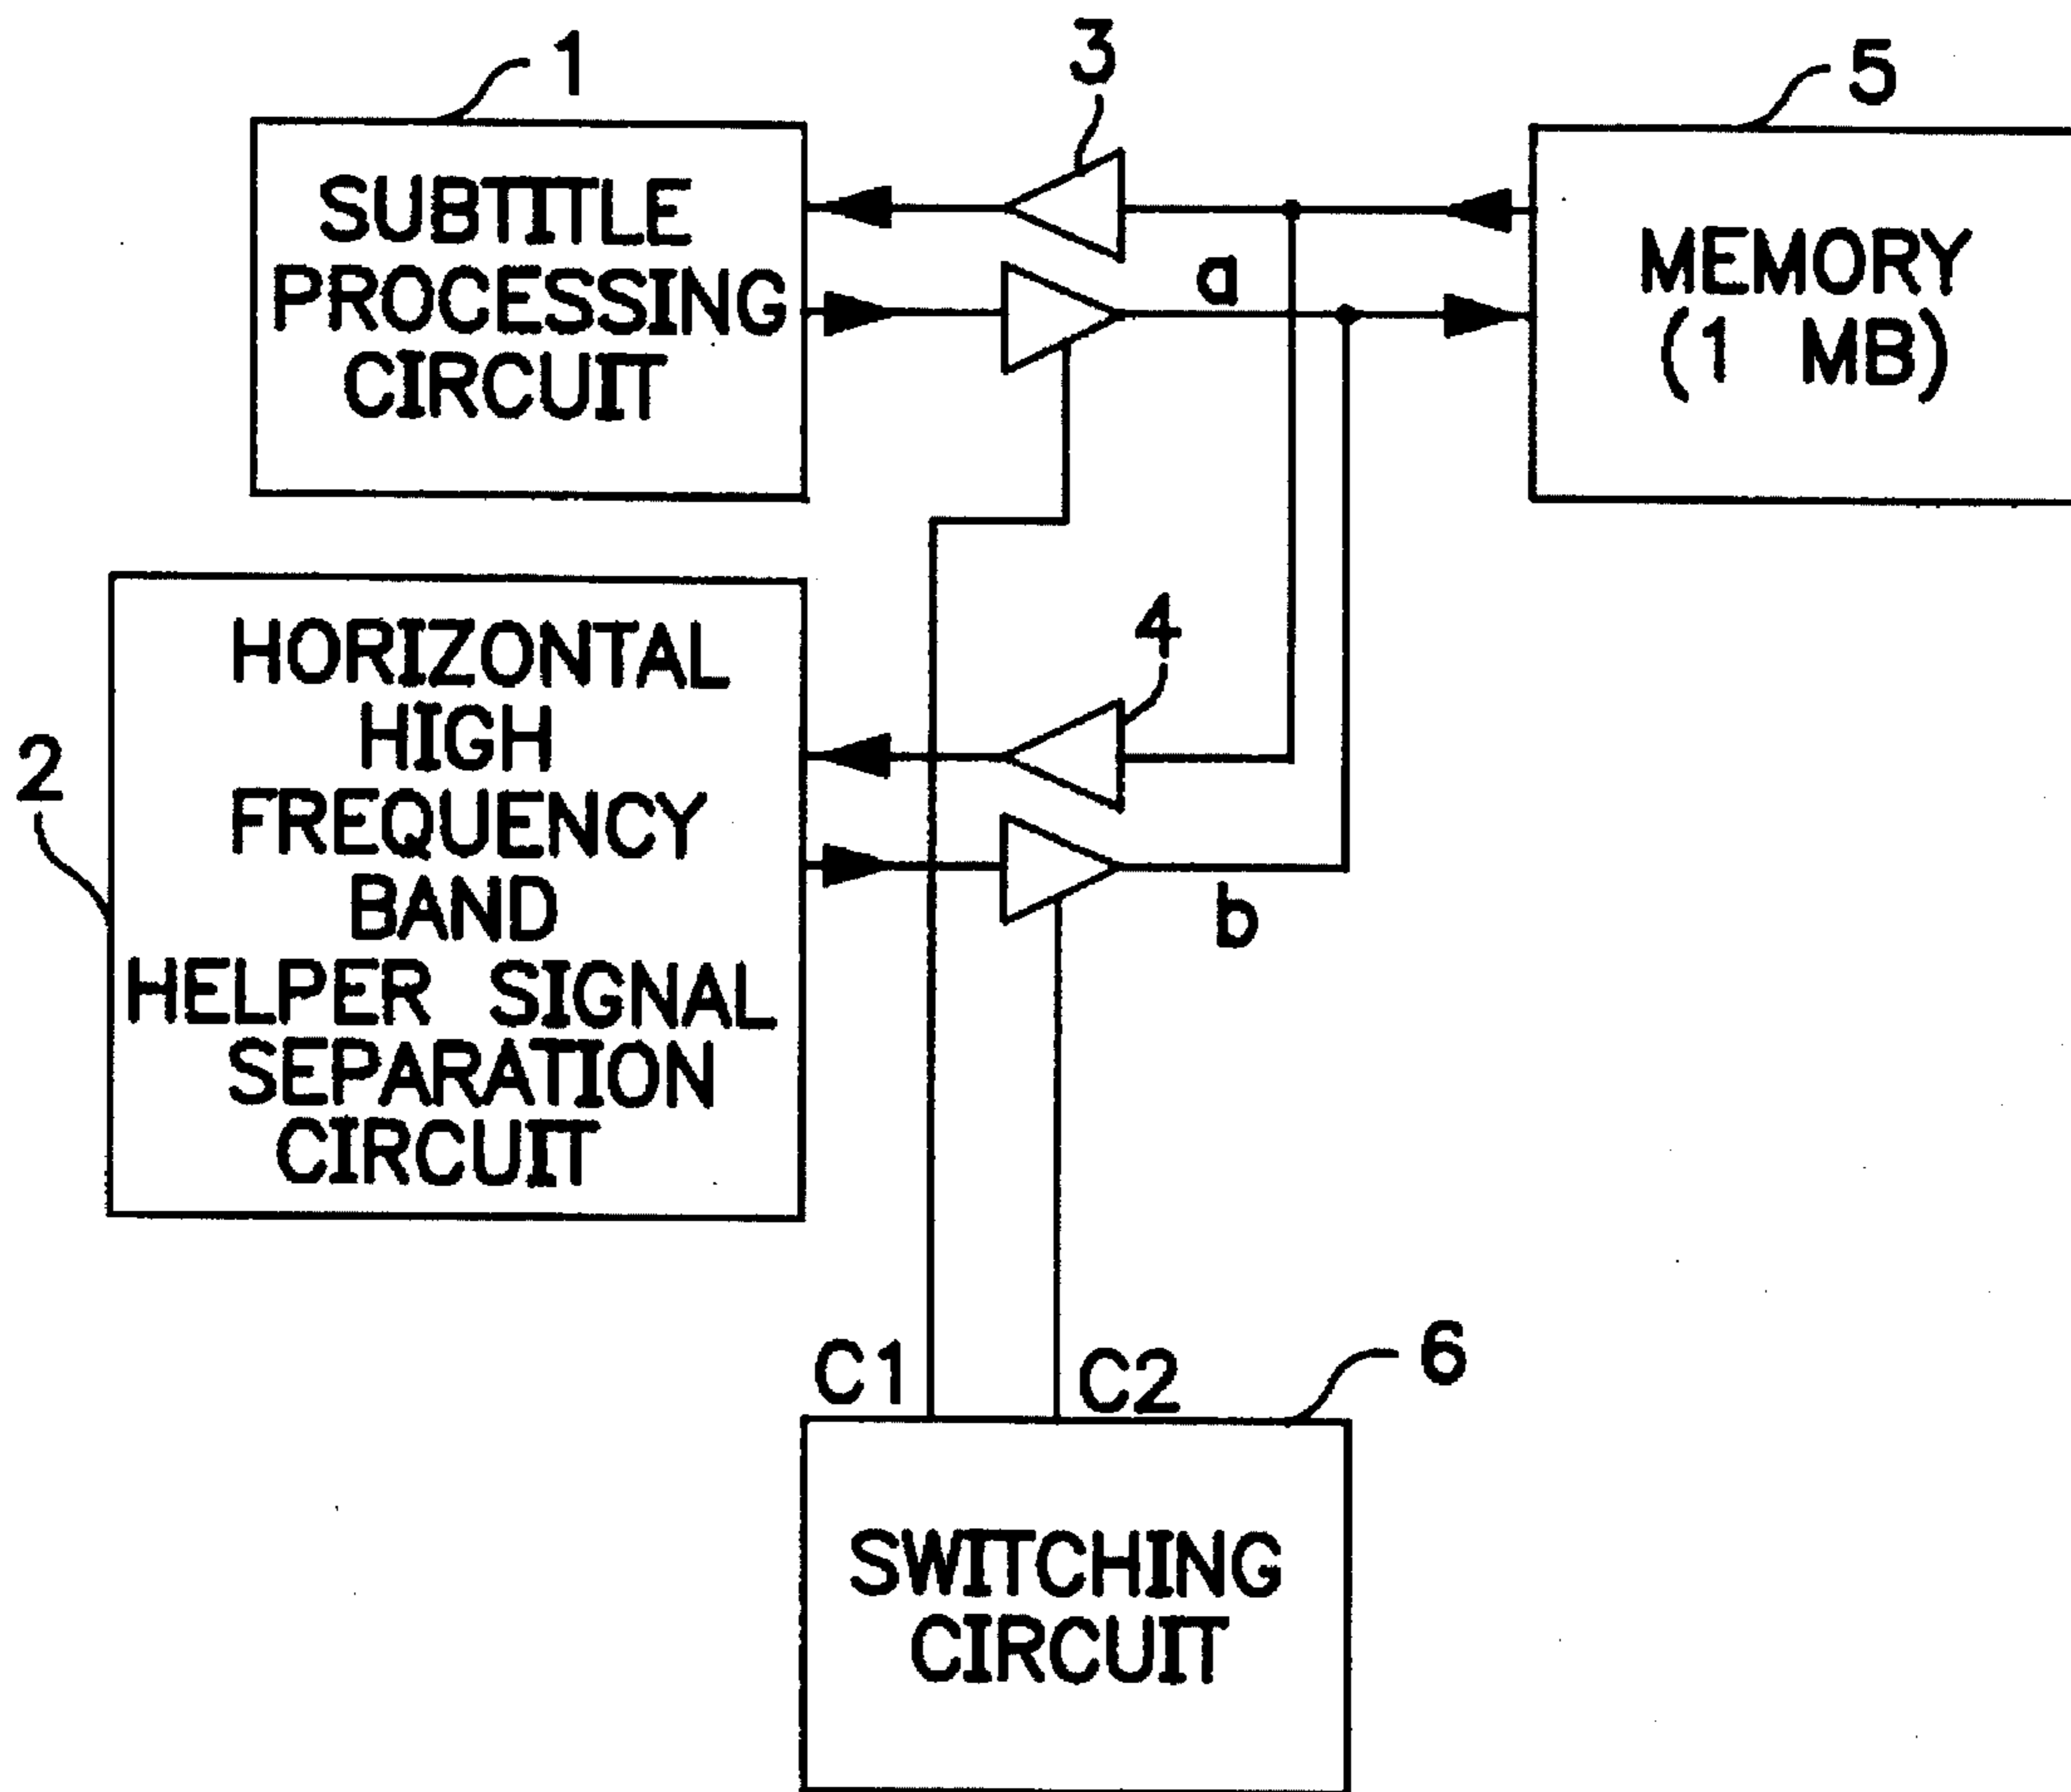 1
3
5
SUBTITLE
PROCESSING
CIRCUIT
a
MEMORY
(1 MB)
2
HORIZONTAL
HIGH
FREQUENCY
BAND
HELPER SIGNAL
SEPARATION
CIRCUIT
4
b
C1
C2
6
SWITCHING
CIRCUIT